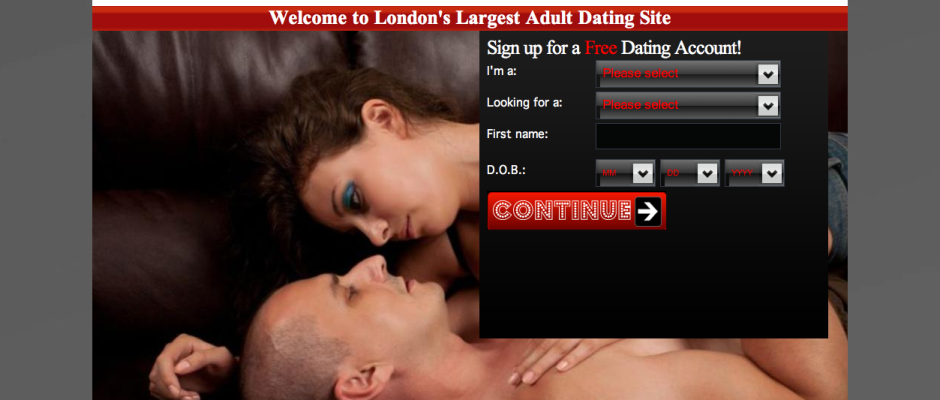 Welcome to London's Largest Adult Dating Site
Sign up for a Free Dating Account!
I'm a:
Please select
Looking for a:
Please select
First name:
D.O.B.:
MM
DD
YYYY
CONTINUE